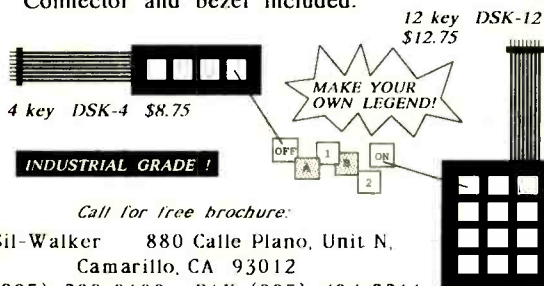 Connector and bezel included.
12 key DSK-12
$12.75
MAKE YOUR
OWN LEGEND!
4 key DSK-4 $8.75
OFF
A
1
B
ON
2
INDUSTRIAL GRADE !
Call for free brochure:
Sil-Walker 880 Calle Plano, Unit N,
Camarillo, CA 93012